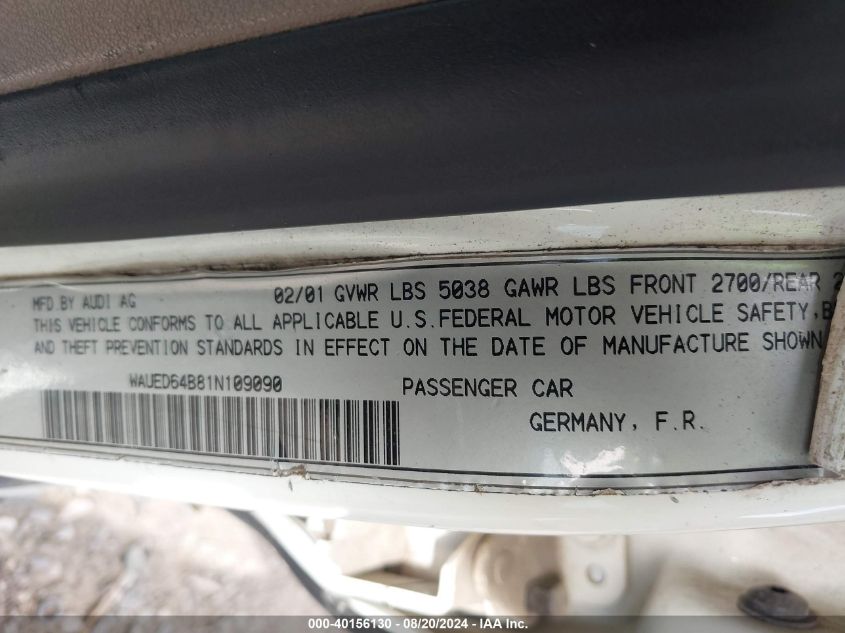 MFD BY AUDI AG 02/01 GVWR LBS 5038 GAWR LBS FRONT 2700/REAR 2
THIS VEHICLE CONFORMS TO ALL APPLICABLE U.S.FEDERAL MOTOR VEHICLE SAFETY,B
AND THEFT PREVENTION STANDARDS IN EFFECT ON THE DATE OF MANUFACTURE SHOWN
WAUED64B81N109090 PASSENGER CAR
GERMANY, F.R.
000-40156130 - 08/20/2024 - IAA Inc.